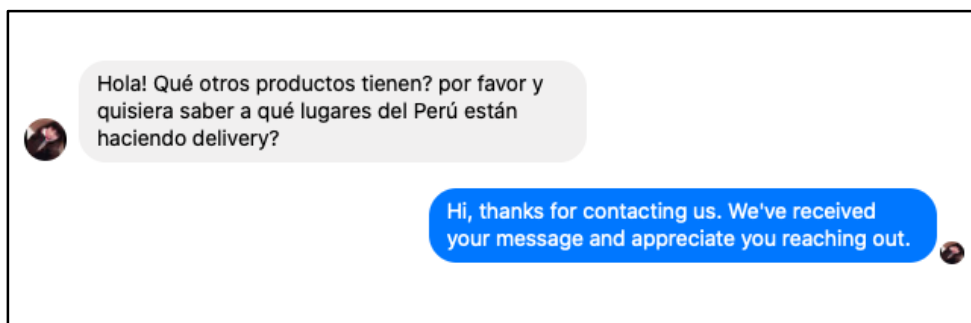 Hola! Qué otros productos tienen? por favor y
quisiera saber a qué lugares del Perú están
haciendo delivery?
Hi, thanks for contacting us. We've received
your message and appreciate you reaching out.